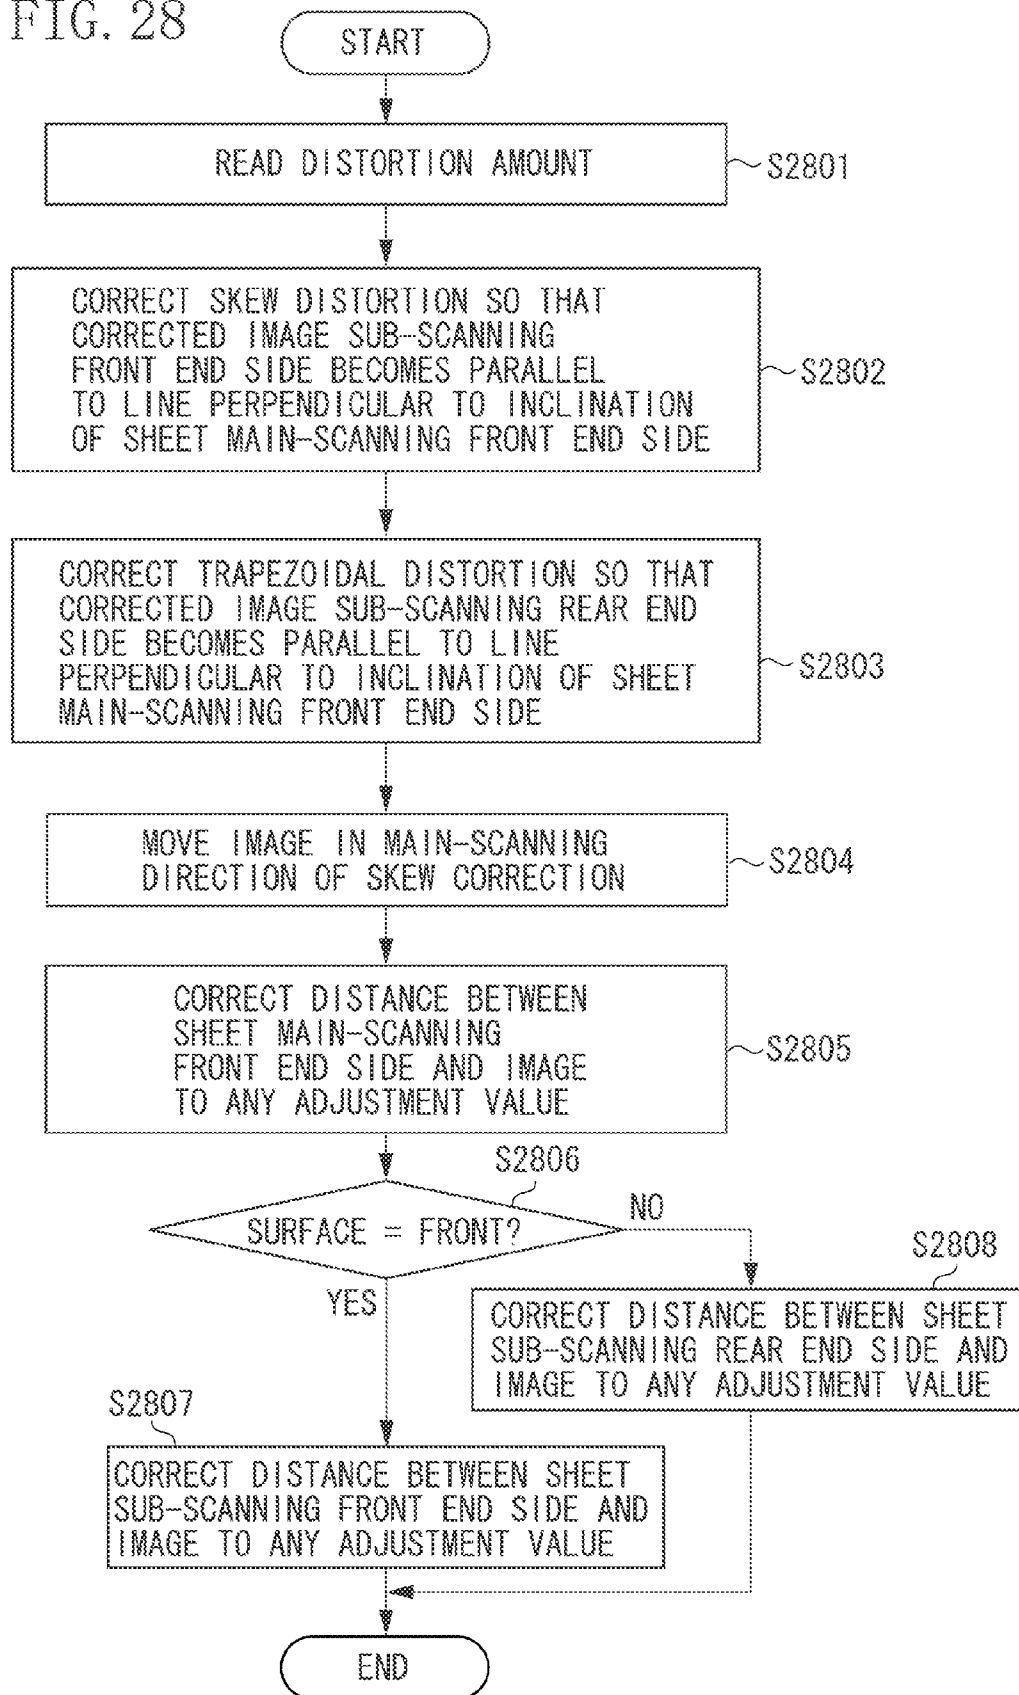 FIG. 28
START
READ DISTORTION AMOUNT
S2801
CORRECT SKEW DISTORTION SO THAT
CORRECTED IMAGE SUB-SCANNING
FRONT END SIDE BECOMES PARALLEL
TO LINE PERPENDICULAR TO INCLINATION
OF SHEET MAIN-SCANNING FRONT END SIDE
S2802
CORRECT TRAPEZOIDAL DISTORTION SO THAT
CORRECTED IMAGE SUB-SCANNING REAR END
SIDE BECOMES PARALLEL TO LINE
PERPENDICULAR TO INCLINATION OF SHEET
MAIN-SCANNING FRONT END SIDE
S2803
MOVE IMAGE IN MAIN-SCANNING
DIRECTION OF SKEW CORRECTION
S2804
CORRECT DISTANCE BETWEEN
SHEET MAIN-SCANNING
FRONT END SIDE AND IMAGE
TO ANY ADJUSTMENT VALUE
S2805
S2806
SURFACE = FRONT?
NO
YES
S2808
CORRECT DISTANCE BETWEEN SHEET
SUB-SCANNING REAR END SIDE AND
IMAGE TO ANY ADJUSTMENT VALUE
S2807
CORRECT DISTANCE BETWEEN SHEET
SUB-SCANNING FRONT END SIDE AND
IMAGE TO ANY ADJUSTMENT VALUE
END